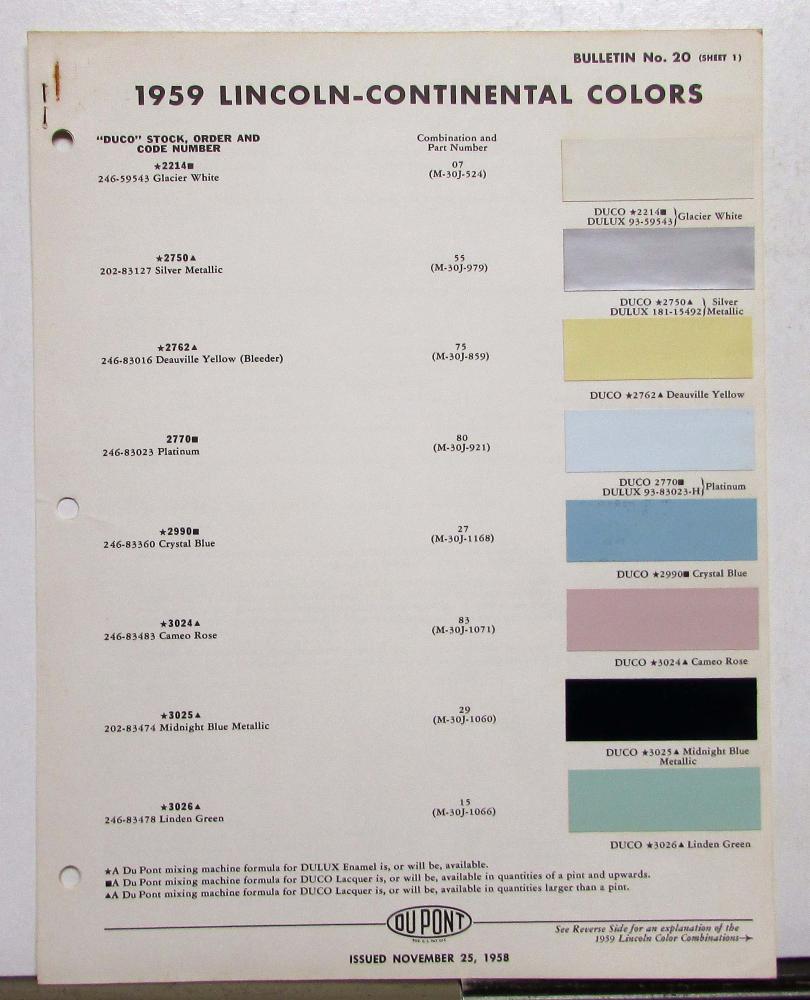 BULLETIN No. 20 (SHEET 1)
1959 LINCOLN-CONTINENTAL COLORS
"DUCO" STOCK, ORDER AND
CODE NUMBER
Combination and
Part Number
★2214■
246-59543 Glacier White
07
(M-30J-524)
DUCO ★2214■
DULUX 93-59543} Glacier White
★2750▲
202-83127 Silver Metallic
55
(M-30J-979)
DUCO ★2750▲ } Silver
DULUX 181-15492} Metallic
★2762▲
246-83016 Deauville Yellow (Bleeder)
75
(M-30J-859)
DUCO ★2762▲ Deauville Yellow
2770■
246-83023 Platinum
80
(M-30J-921)
DUCO 2770■
DULUX 93-83023-H} Platinum
★2990■
246-83360 Crystal Blue
27
(M-30J-1168)
DUCO ★2990■ Crystal Blue
★3024▲
246-83483 Cameo Rose
83
(M-30J-1071)
DUCO ★3024▲ Cameo Rose
★3025▲
202-83474 Midnight Blue Metallic
29
(M-30J-1060)
DUCO ★3025▲ Midnight Blue
Metallic
★3026▲
246-83478 Linden Green
15
(M-30J-1066)
DUCO ★3026▲ Linden Green
★A Du Pont mixing machine formula for DULUX Enamel is, or will be, available.
■A Du Pont mixing machine formula for DUCO Lacquer is, or will be, available in quantities of a pint and upwards.
▲A Du Pont mixing machine formula for DUCO Lacquer is, or will be, available in quantities larger than a pint.
DU PONT
REG. U.S. PAT. OFF.
See Reverse Side for an explanation of the
1959 Lincoln Color Combinations→
ISSUED NOVEMBER 25, 1958